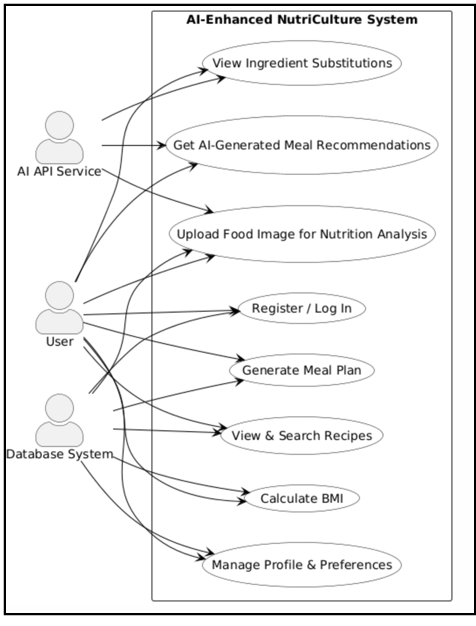 AI-Enhanced NutriCulture System
View Ingredient Substitutions
Get AI-Generated Meal Recommendations
AI API Service
Upload Food Image for Nutrition Analysis
Register / Log In
User
Generate Meal Plan
View & Search Recipes
Database System
Calculate BMI
Manage Profile & Preferences